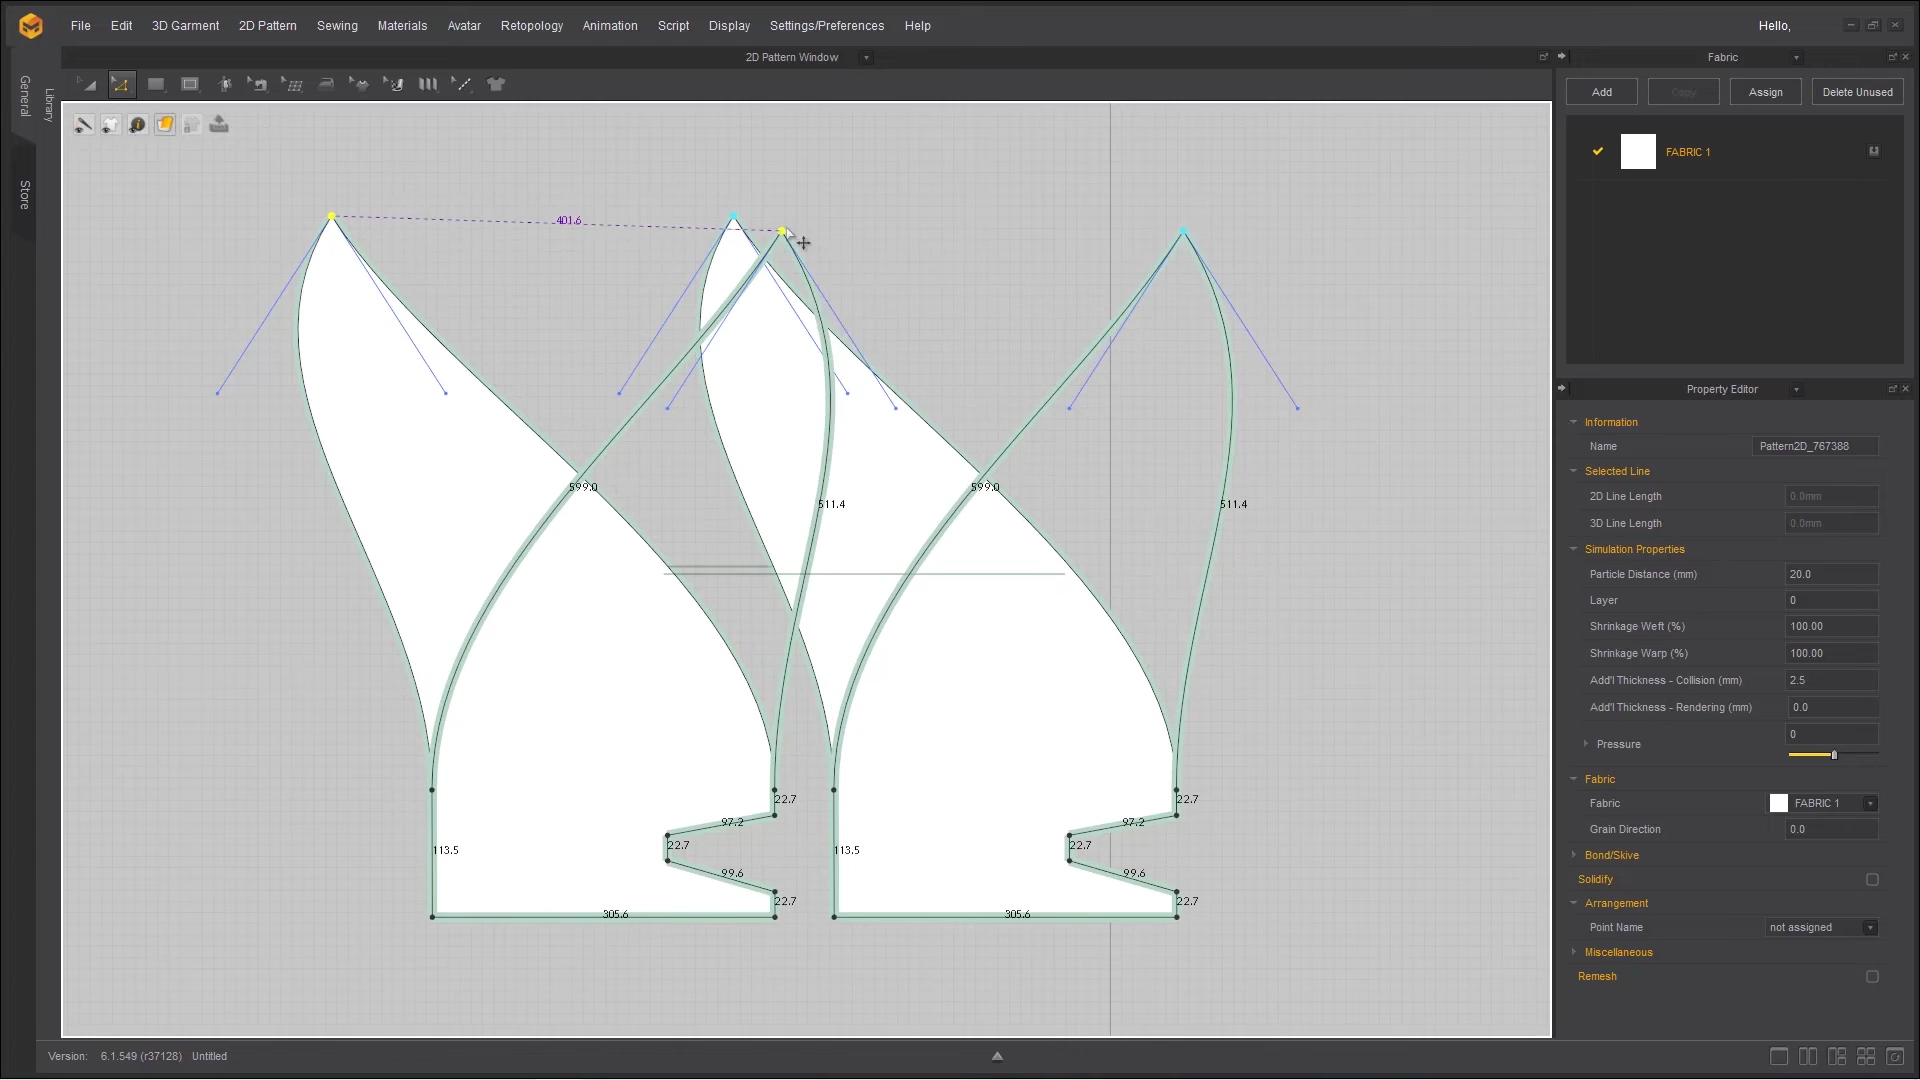 File Edit 3D Garment 2D Pattern Sewing Materials Avatar Retopology Animation Script Display Settings/Preferences Help Hello,
2D Pattern Window
Fabric
General
Library
Store
Add Copy Assign Delete Unused
FABRIC 1
401.6
599.0
599.0
511.4
511.4
22.7
22.7
97.2
97.2
22.7
22.7
113.5
113.5
99.6
99.6
22.7
22.7
305.6
305.6
Property Editor
Information
Name Pattern2D_767388
Selected Line
2D Line Length 0.0mm
3D Line Length 0.0mm
Simulation Properties
Particle Distance (mm) 20.0
Layer 0
Shrinkage Weft (%) 100.00
Shrinkage Warp (%) 100.00
Add'l Thickness - Collision (mm) 2.5
Add'l Thickness - Rendering (mm) 0.0
Pressure 0
Fabric
Fabric FABRIC 1
Grain Direction 0.0
Bond/Skive
Solidify
Arrangement
Point Name not assigned
Miscellaneous
Remesh
Version: 6.1.549 (r37128) Untitled